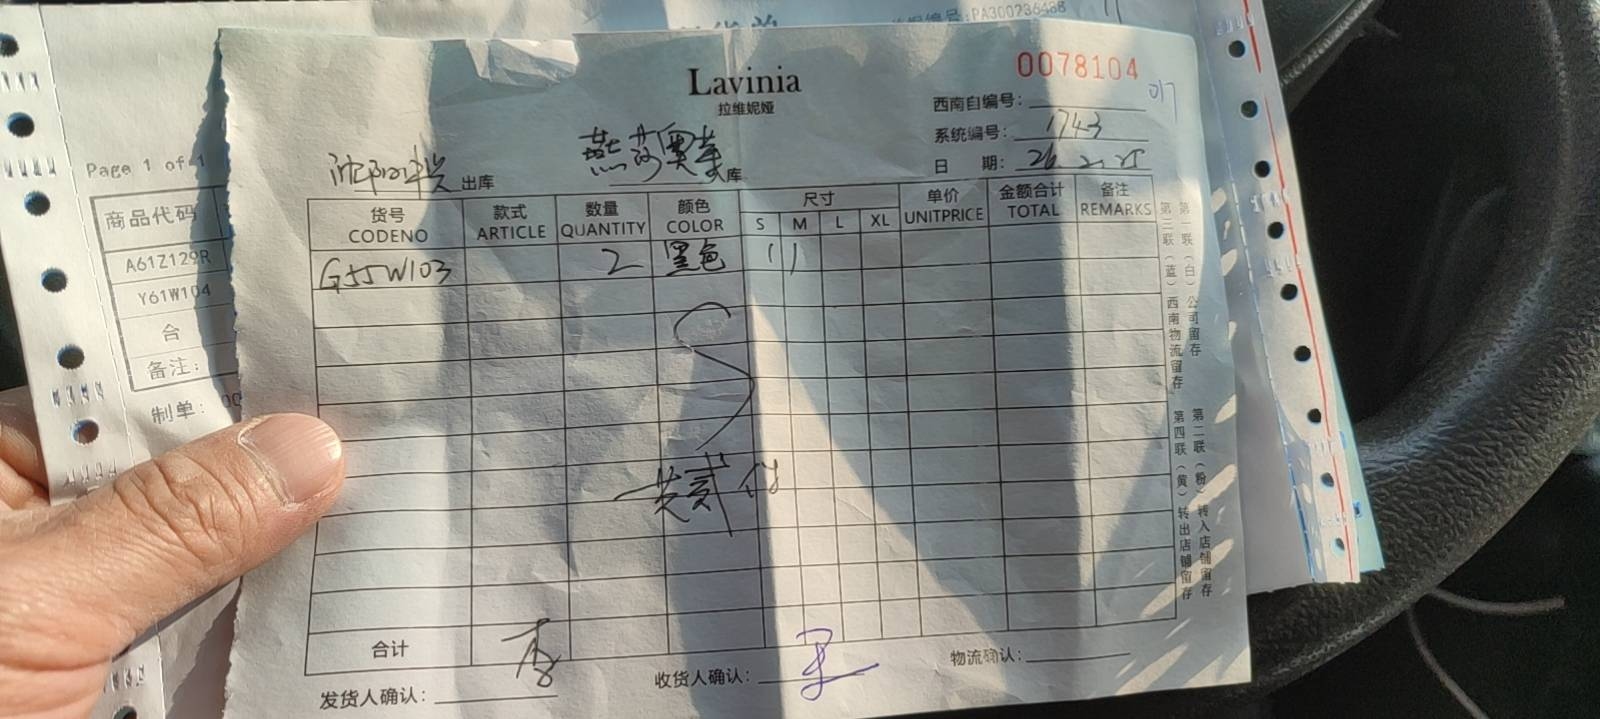 PA300236488
Lavinia
拉维妮娅
0078104
017
西南自编号:
系统编号: 1743
日 期: 26.2.25
Page 1 of 1
出库
燕莎奥莱库
货号 款式 数量 颜色 尺寸 单价 金额合计 备注
CODENO ARTICLE QUANTITY COLOR S M L XL UNITPRICE TOTAL REMARKS
G55W103 2 黑色 1 1
共贰件
合计
李
发货人确认:
收货人确认:
物流确认:
第一联(白)公司留存
第二联(粉)转入店铺留存
第三联(蓝)西南物流留存
第四联(黄)转出店铺留存
商品代码
A61Z129R
Y61W104
合
备注:
制单: